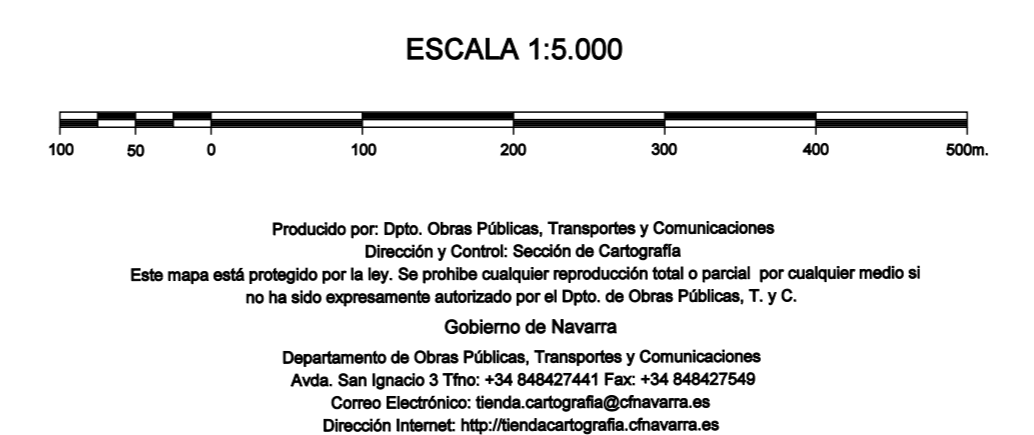 ESCALA 1:5.000
100 50 0 100 200 300 400 500m.
Producido por: Dpto. Obras Públicas, Transportes y Comunicaciones
Dirección y Control: Sección de Cartografía
Este mapa está protegido por la ley. Se prohibe cualquier reproducción total o parcial por cualquier medio si
no ha sido expresamente autorizado por el Dpto. de Obras Públicas, T. y C.
Gobierno de Navarra
Departamento de Obras Públicas, Transportes y Comunicaciones
Avda. San Ignacio 3 Tfno: +34 848427441 Fax: +34 848427549
Correo Electrónico: tienda.cartografia@cfnavarra.es
Dirección Internet: http://tiendacartografia.cfnavarra.es